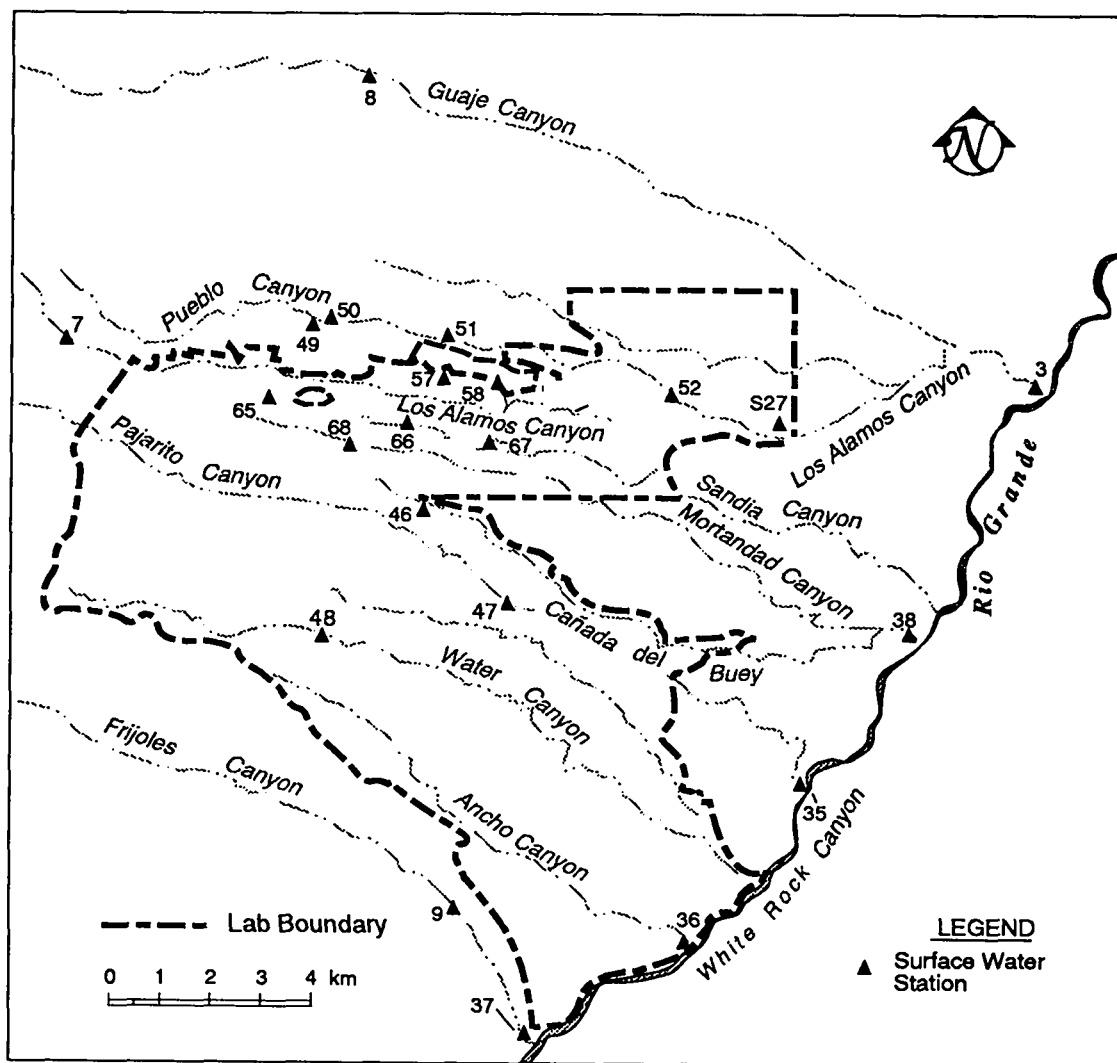 8
Guaje Canyon
N
7
Pueblo Canyon
49
50
51
57
58
52
S27
3
65
68
66
67
Los Alamos Canyon
Los Alamos Canyon
Pajarito Canyon
46
Sandia Canyon
Mortandad Canyon
Rio Grande
47
48
38
Cañada del Buey
Water Canyon
Frijoles Canyon
Ancho Canyon
35
White Rock Canyon
9
36
37
Lab Boundary
0 1 2 3 4 km
LEGEND
Surface Water
Station